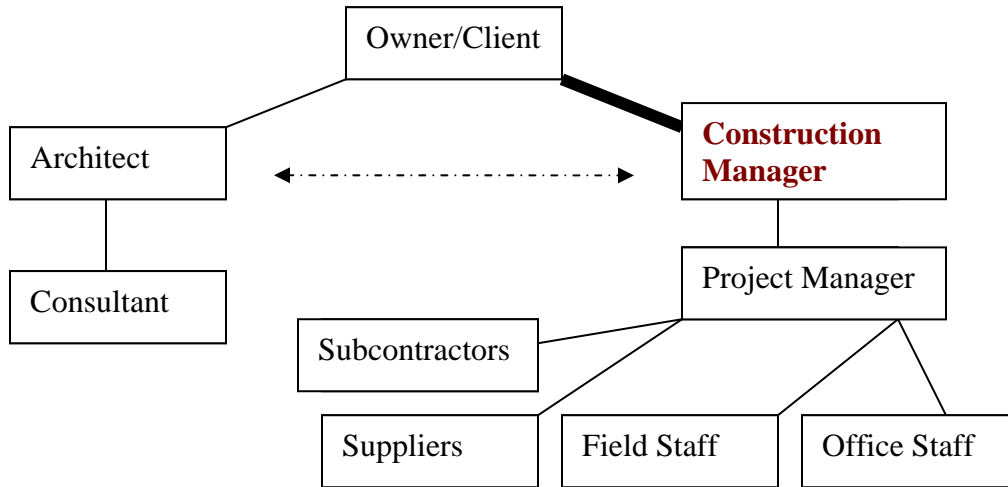 Owner/Client
Construction
Manager
Architect
Project Manager
Consultant
Subcontractors
Suppliers
Field Staff
Office Staff